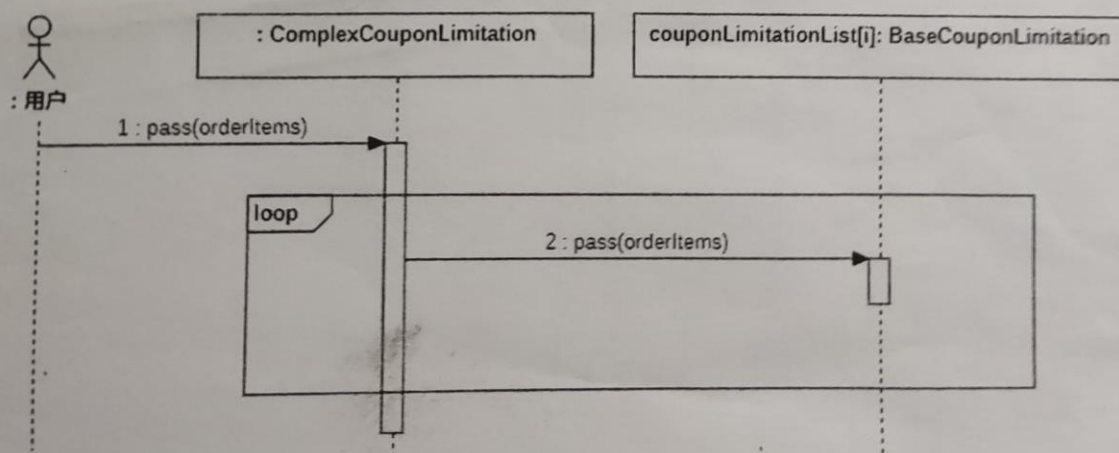 : ComplexCouponLimitation
couponLimitationList[i]: BaseCouponLimitation
: 用户
1 : pass(orderItems)
loop
2 : pass(orderItems)